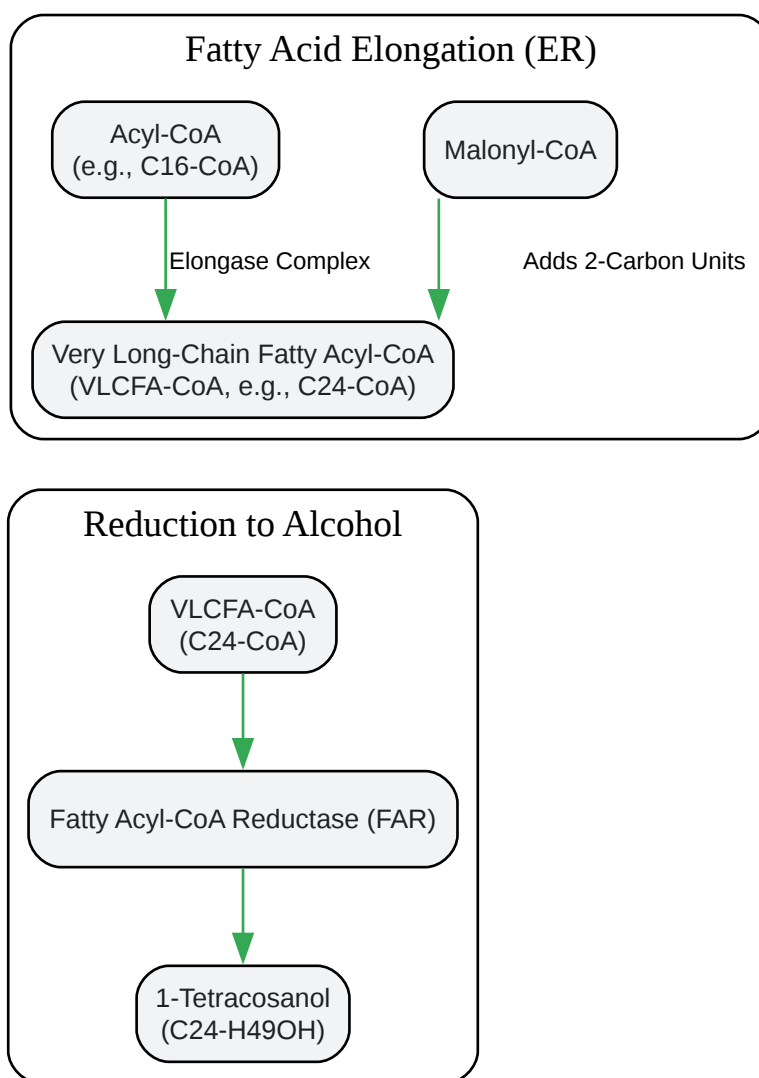 Fatty Acid Elongation (ER)
Acyl-CoA
(e.g., C16-CoA)
Malonyl-CoA
Elongase Complex
Adds 2-Carbon Units
Very Long-Chain Fatty Acyl-CoA
(VLCFA-CoA, e.g., C24-CoA)
Reduction to Alcohol
VLCFA-CoA
(C24-CoA)
Fatty Acyl-CoA Reductase (FAR)
1-Tetracosanol
(C24-H49OH)